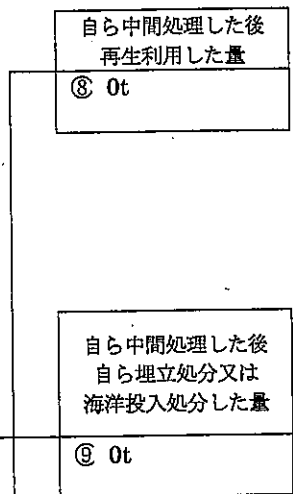 自ら中間処理した後
再生利用した量
⑧ 0t
自ら中間処理した後
自ら埋立処分又は
海洋投入処分した量
⑨ 0t